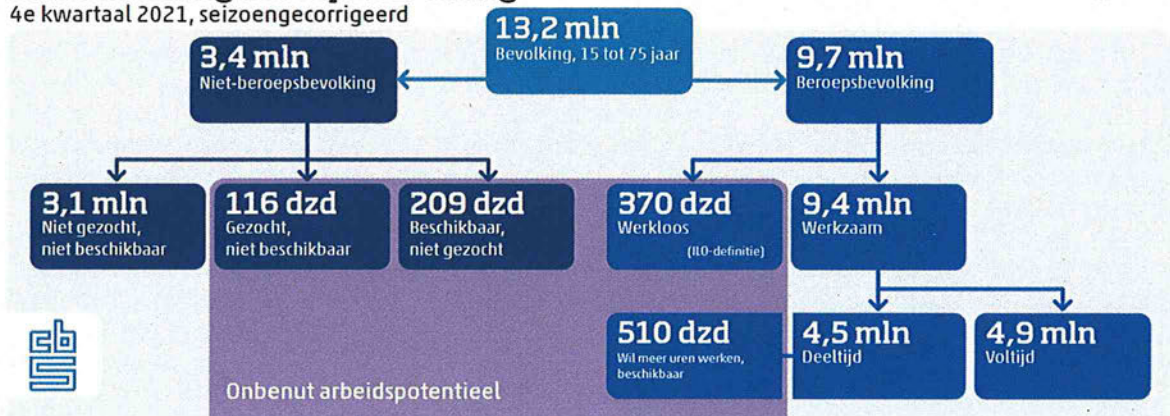 4e kwartaal 2021, seizoengecorrigeerd
13,2 mln
Bevolking, 15 tot 75 jaar
3,4 mln
Niet-beroepsbevolking
9,7 mln
Beroepsbevolking
3,1 mln
Niet gezocht,
niet beschikbaar
116 dzd
Gezocht,
niet beschikbaar
209 dzd
Beschikbaar,
niet gezocht
370 dzd
Werkloos
(ILO-definitie)
9,4 mln
Werkzaam
510 dzd
Wil meer uren werken,
beschikbaar
4,5 mln
Deeltijd
4,9 mln
Voltijd
cbs
Onbenut arbeidspotentieel